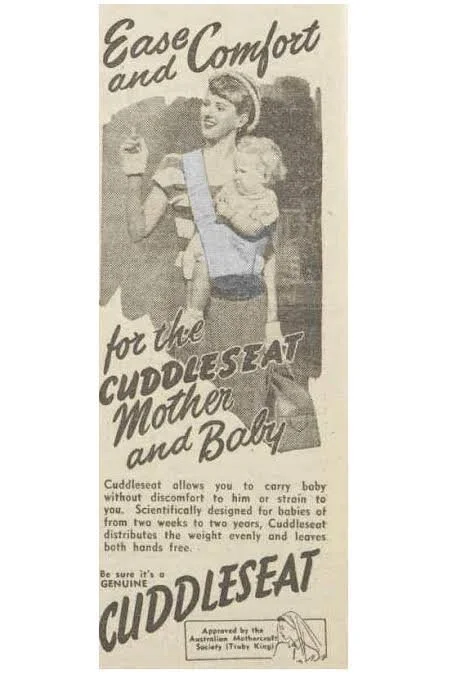 Ease
and Comfort
for the
CUDDLESEAT
Mother
and Baby
Cuddleseat allows you to carry baby
without discomfort to him or strain to
you. Scientifically designed for babies of
from two weeks to two years, Cuddleseat
distributes the weight evenly and leaves
both hands free.
Be sure it's a
GENUINE
CUDDLESEAT
Approved by the
Australian Mothercraft
Society (Truby King)